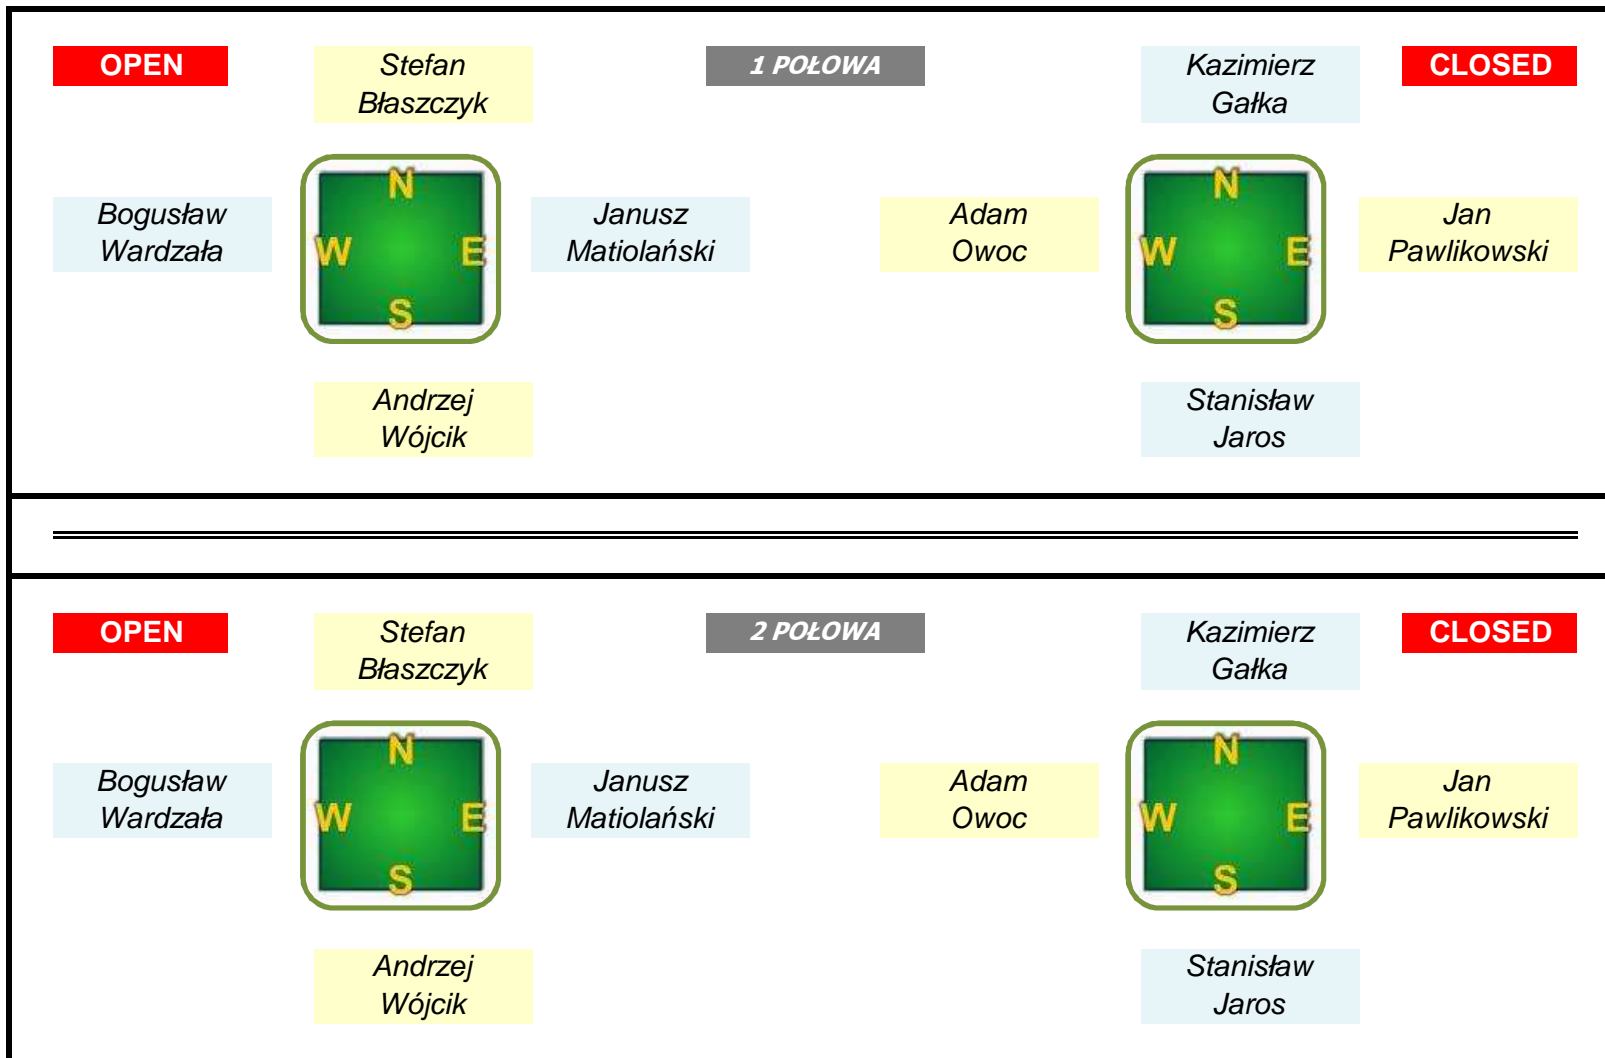 OPEN
Stefan
Błaszczyk
1 POŁOWA
Kazimierz
Gałka
CLOSED
Bogusław
Wardzała
N
W
E
S
Janusz
Matiolański
Adam
Owoc
N
W
E
S
Jan
Pawlikowski
Andrzej
Wójcik
Stanisław
Jaros
OPEN
Stefan
Błaszczyk
2 POŁOWA
Kazimierz
Gałka
CLOSED
Bogusław
Wardzała
N
W
E
S
Janusz
Matiolański
Adam
Owoc
N
W
E
S
Jan
Pawlikowski
Andrzej
Wójcik
Stanisław
Jaros